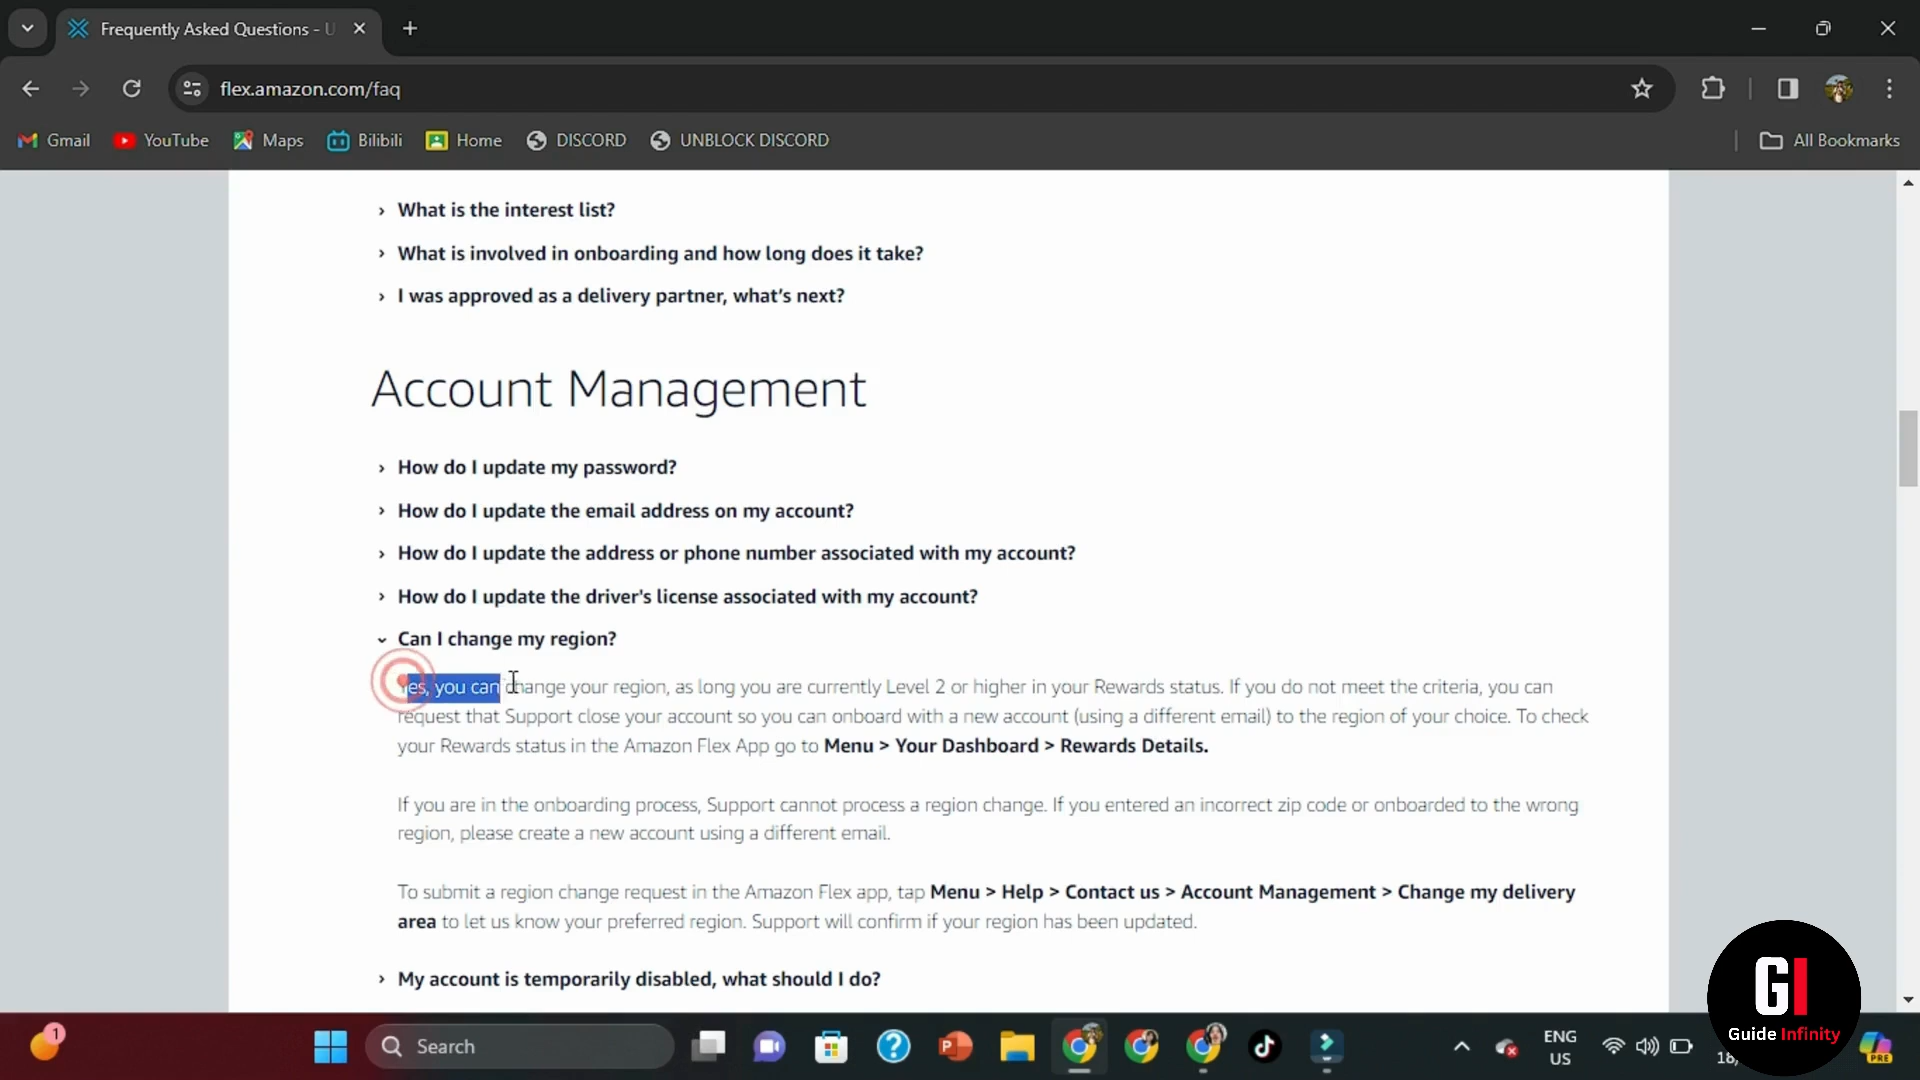 Frequently Asked Questions - U
flex.amazon.com/faq
Gmail
YouTube
Maps
Bilibili
Home
DISCORD
UNBLOCK DISCORD
All Bookmarks
What is the interest list?
What is involved in onboarding and how long does it take?
I was approved as a delivery partner, what’s next?
Account Management
How do I update my password?
How do I update the email address on my account?
How do I update the address or phone number associated with my account?
How do I update the driver's license associated with my account?
Can I change my region?
Yes, you can change your region, as long you are currently Level 2 or higher in your Rewards status. If you do not meet the criteria, you can
request that Support close your account so you can onboard with a new account (using a different email) to the region of your choice. To check
your Rewards status in the Amazon Flex App go to Menu > Your Dashboard > Rewards Details.
If you are in the onboarding process, Support cannot process a region change. If you entered an incorrect zip code or onboarded to the wrong
region, please create a new account using a different email.
To submit a region change request in the Amazon Flex app, tap Menu > Help > Contact us > Account Management > Change my delivery
area to let us know your preferred region. Support will confirm if your region has been updated.
My account is temporarily disabled, what should I do?
GI
Guide Infinity
1
Search
ENG
US
18/
PRE